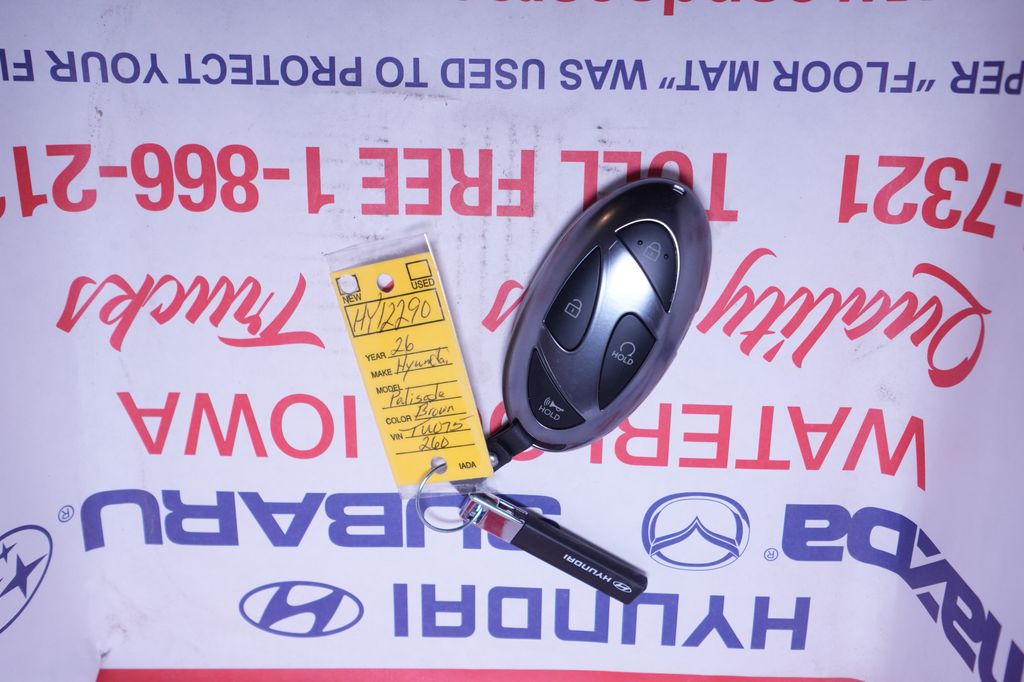 NEW USED
HY12290
YEAR 26
MAKE Hyundai
MODEL
Palisade
COLOR Brown
VIN TU075
260
IADA
HOLD
HOLD
HYUNDAI
HYUNDAI
MAZDA ® SUBARU ®
WATERLOO IOWA
Quality Trucks
-7321 TOLL FREE 1-866-21
PER "FLOOR MAT" WAS USED TO PROTECT YOUR